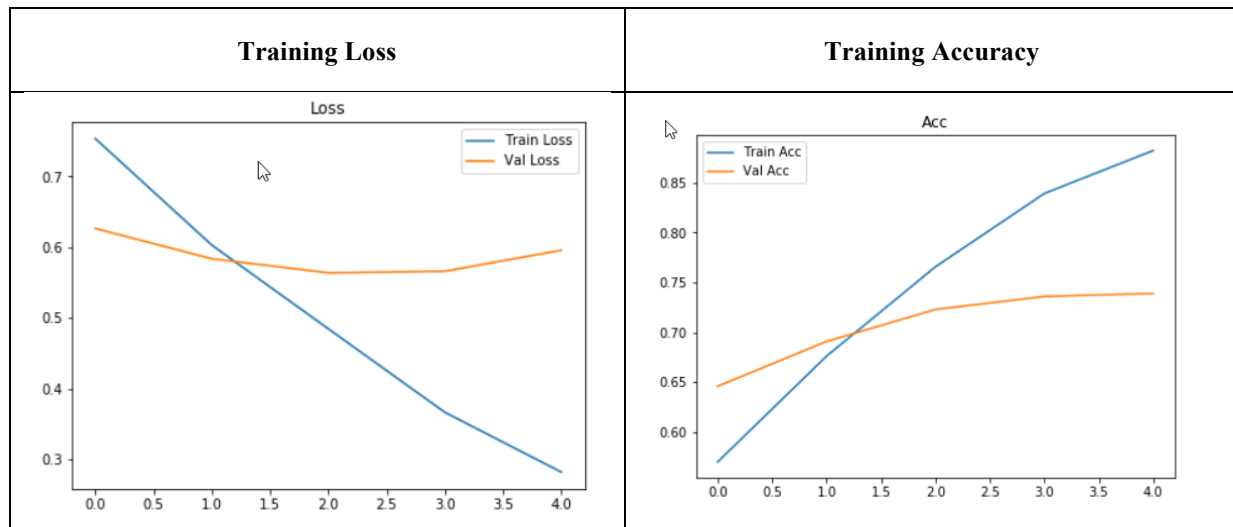 Training Loss
Training Accuracy
Loss
Train Loss
Val Loss
0.7
0.6
0.5
0.4
0.3
0.0 0.5 1.0 1.5 2.0 2.5 3.0 3.5 4.0
Acc
Train Acc
Val Acc
0.85
0.80
0.75
0.70
0.65
0.60
0.0 0.5 1.0 1.5 2.0 2.5 3.0 3.5 4.0